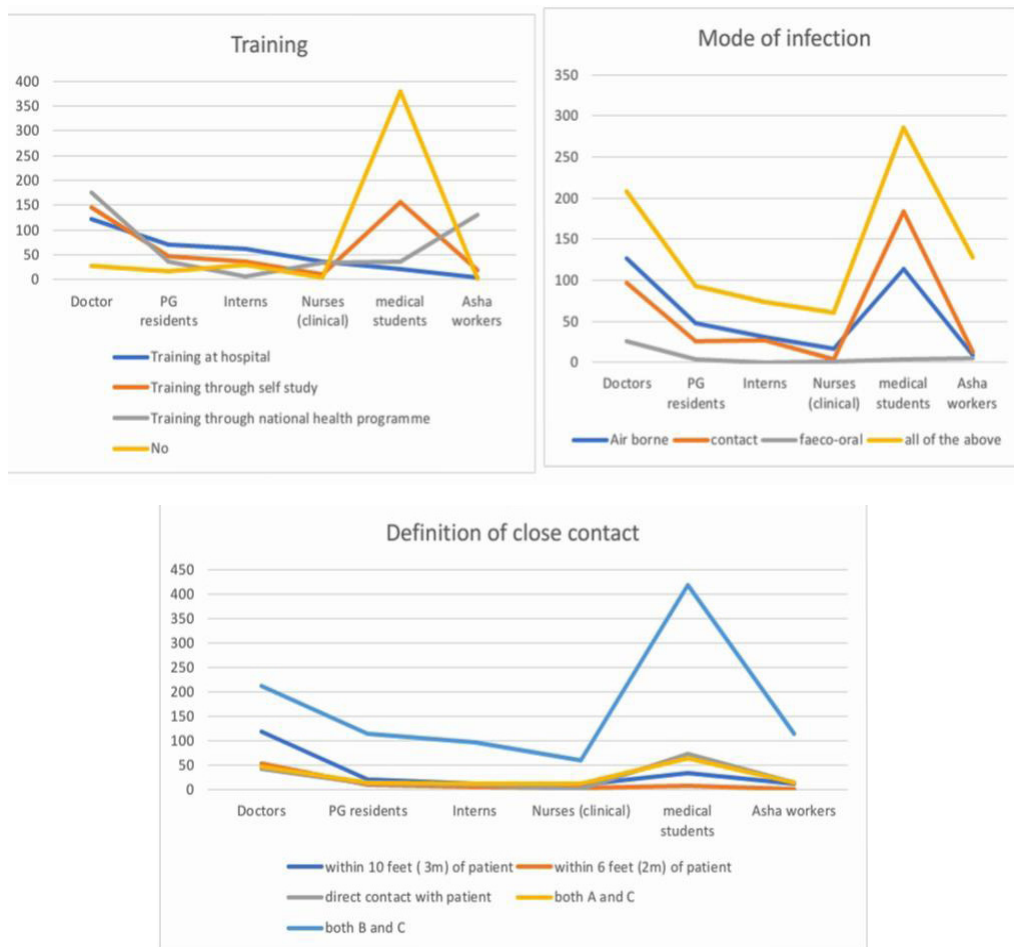 Training
400
350
300
250
200
150
100
50
0
Doctor PG residents Interns Nurses (clinical) medical students Asha workers
Training at hospital
Training through self study
Training through national health programme
No
Mode of infection
350
300
250
200
150
100
50
0
Doctors PG residents Interns Nurses (clinical) medical students Asha workers
Air borne contact faeco-oral all of the above
Definition of close contact
450
400
350
300
250
200
150
100
50
0
Doctors PG residents Interns Nurses (clinical) medical students Asha workers
within 10 feet ( 3m) of patient within 6 feet (2m) of patient
direct contact with patient both A and C
both B and C